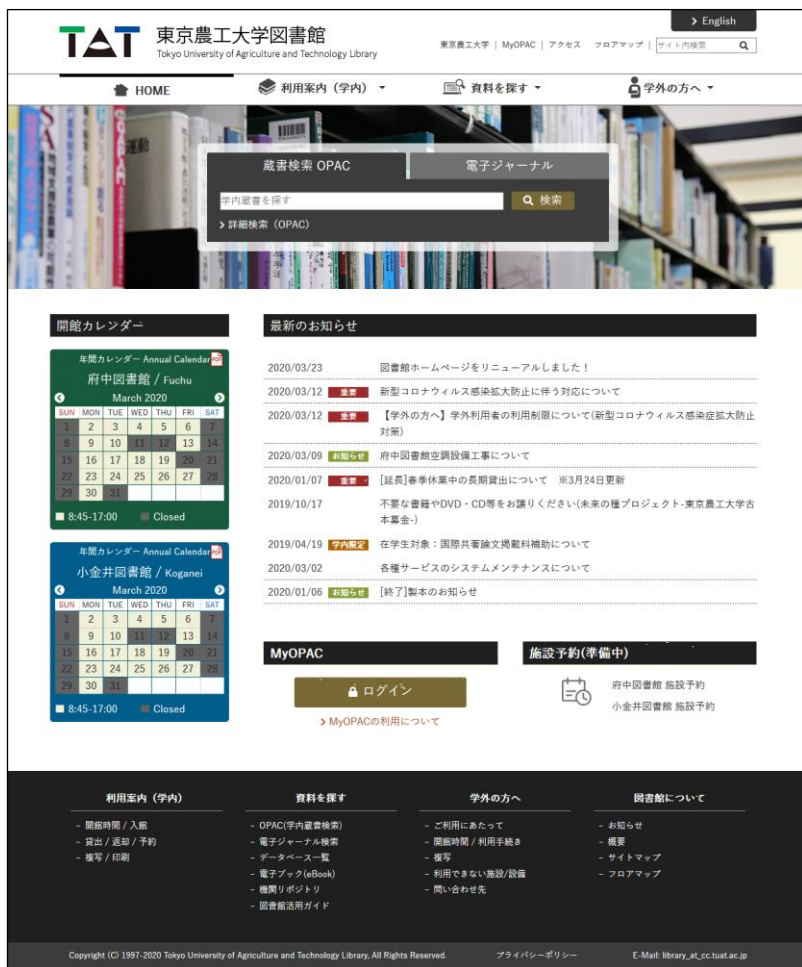 > English
TAT 東京農工大学図書館
Tokyo University of Agriculture and Technology Library
東京農工大学 | MyOPAC | アクセス フロアマップ | サイト内検索
HOME 利用案内（学内） 資料を探す 学外の方へ
蔵書検索 OPAC 電子ジャーナル
学内蔵書を探す 検索
> 詳細検索（OPAC）
開館カレンダー
年間カレンダー Annual Calendar
府中図書館 / Fuchu
March 2020
SUN MON TUE WED THU FRI SAT
1 2 3 4 5 6 7
8 9 10 11 12 13 14
15 16 17 18 19 20 21
22 23 24 25 26 27 28
29 30 31
8:45-17:00 Closed
年間カレンダー Annual Calendar
小金井図書館 / Koganei
March 2020
SUN MON TUE WED THU FRI SAT
1 2 3 4 5 6 7
8 9 10 11 12 13 14
15 16 17 18 19 20 21
22 23 24 25 26 27 28
29 30 31
8:45-17:00 Closed
最新のお知らせ
2020/03/23 図書館ホームページをリニューアルしました！
2020/03/12 重要 新型コロナウィルス感染拡大防止に伴う対応について
2020/03/12 重要 【学外の方へ】学外利用者の利用制限について(新型コロナウィルス感染症拡大防止
対策)
2020/03/09 お知らせ 府中図書館空調設備工事について
2020/01/07 重要 [延長]春季休業中の長期貸出について ※3月24日更新
2019/10/17 不要な書籍やDVD・CD等をお譲りください(未来の種プロジェクト-東京農工大学古
本募金-)
2019/04/19 学内限定 在学生対象：国際共著論文掲載料補助について
2020/03/02 各種サービスのシステムメンテナンスについて
2020/01/06 お知らせ [終了]製本のお知らせ
MyOPAC
ログイン
> MyOPACの利用について
施設予約(準備中)
府中図書館 施設予約
小金井図書館 施設予約
利用案内（学内）
- 開館時間 / 入館
- 貸出 / 返却 / 予約
- 複写 / 印刷
資料を探す
- OPAC(学内蔵書検索)
- 電子ジャーナル検索
- データベース一覧
- 電子ブック(eBook)
- 機関リポジトリ
- 図書館活用ガイド
学外の方へ
- ご利用にあたって
- 開館時間 / 利用手続き
- 複写
- 利用できない施設/設備
- 問い合わせ先
図書館について
- お知らせ
- 概要
- サイトマップ
- フロアマップ
Copyright (C) 1997-2020 Tokyo University of Agriculture and Technology Library, All Rights Reserved. プライバシーポリシー E-Mail: library_at_cc.tuat.ac.jp